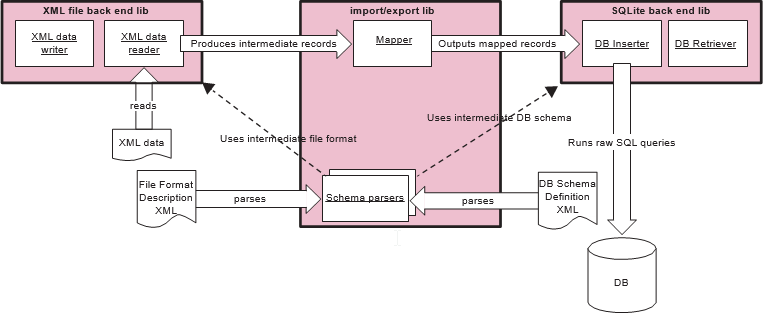 XML file back end lib
import/export lib
SQLite back end lib
XML data
writer
XML data
reader
Produces intermediate records
Mapper
Outputs mapped records
DB Inserter
DB Retriever
reads
Uses intermediate DB schema
XML data
Uses intermediate file format
Runs raw SQL queries
File Format
Description
XML
parses
Schema parsers
parses
DB Schema
Definition
XML
DB